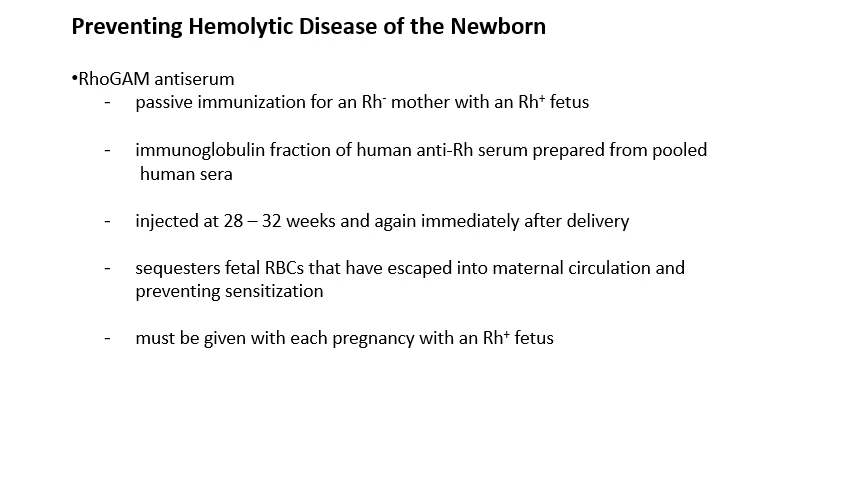 Preventing Hemolytic Disease of the Newborn
•RhoGAM antiserum
- passive immunization for an Rh⁻ mother with an Rh⁺ fetus
- immunoglobulin fraction of human anti-Rh serum prepared from pooled
human sera
- injected at 28 – 32 weeks and again immediately after delivery
- sequesters fetal RBCs that have escaped into maternal circulation and
preventing sensitization
- must be given with each pregnancy with an Rh⁺ fetus